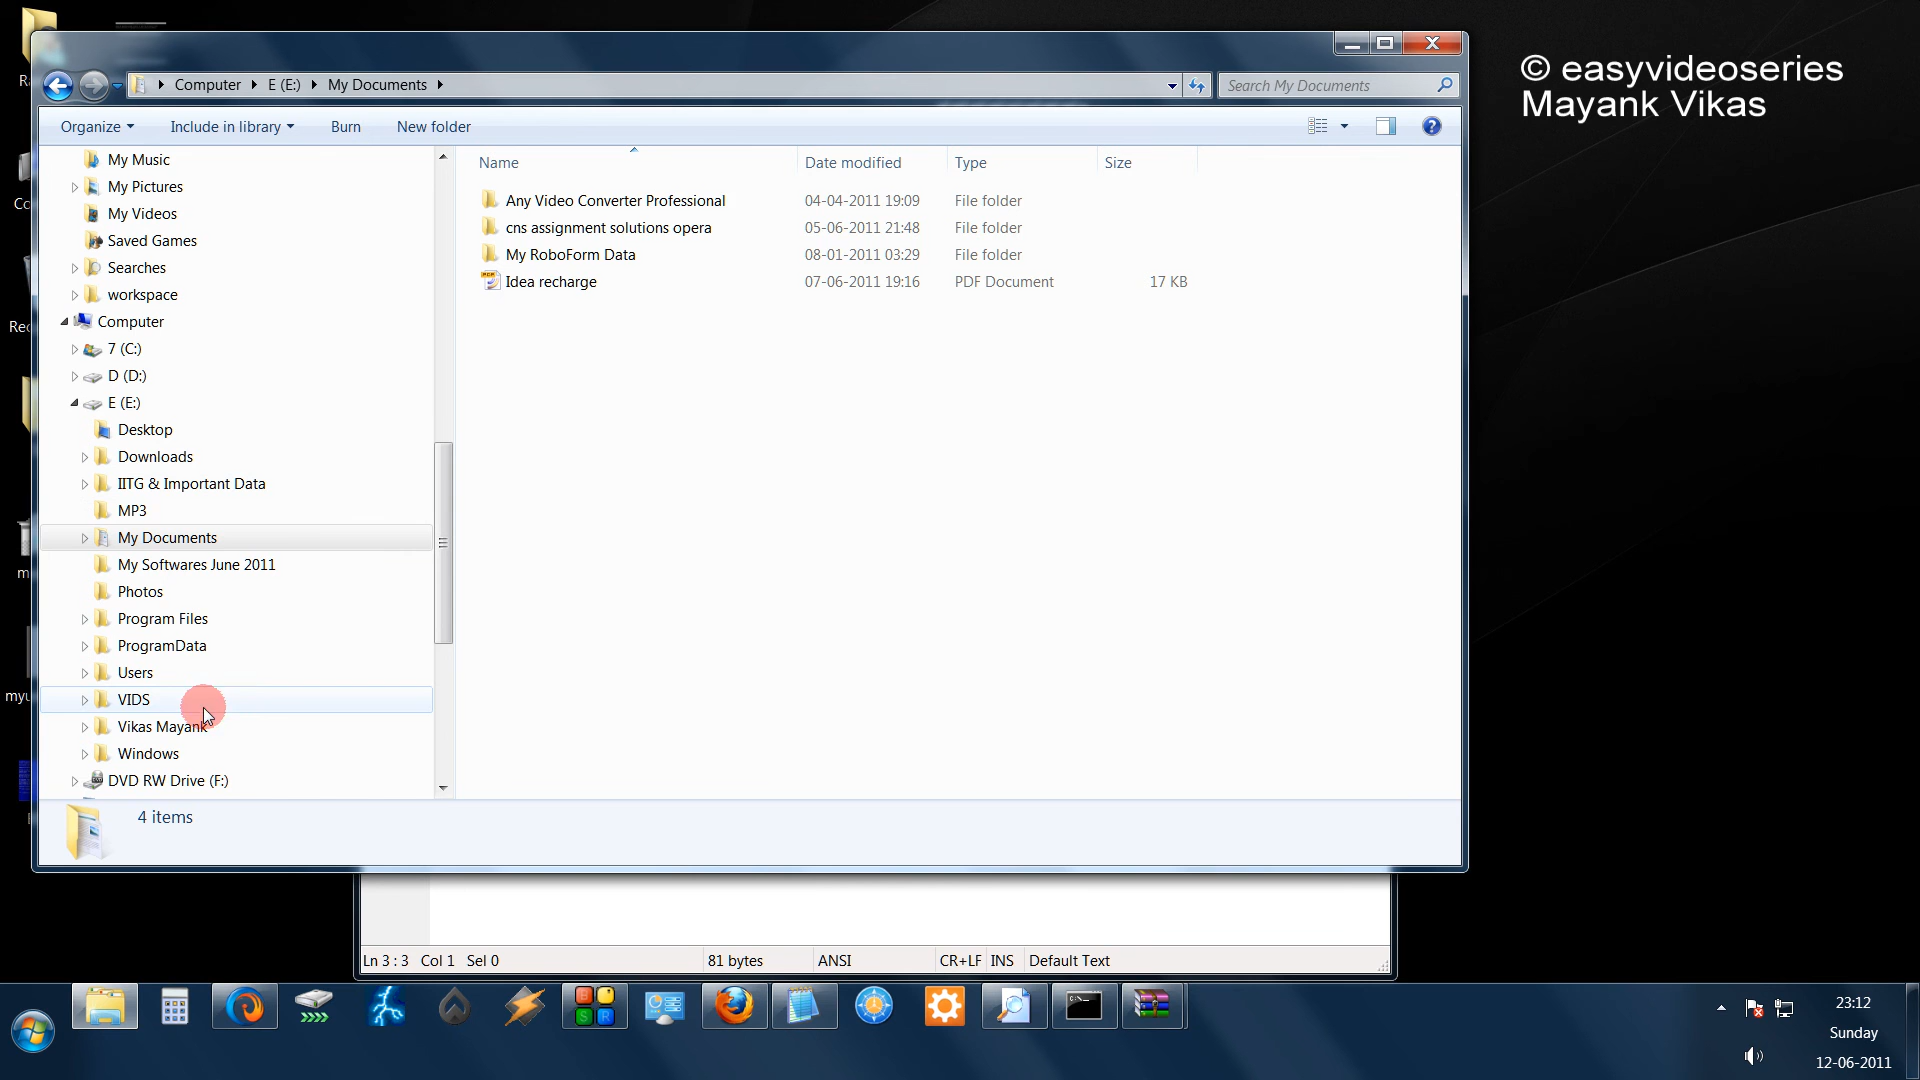 © easyvideoseries
Mayank Vikas
Computer E (E:) My Documents
Search My Documents
Organize Include in library Burn New folder
My Music
My Pictures
My Videos
Saved Games
Searches
workspace
Computer
7 (C:)
D (D:)
E (E:)
Desktop
Downloads
IITG & Important Data
MP3
My Documents
My Softwares June 2011
Photos
Program Files
ProgramData
Users
VIDS
Vikas Mayank
Windows
DVD RW Drive (F:)
Name Date modified Type Size
Any Video Converter Professional 04-04-2011 19:09 File folder
cns assignment solutions opera 05-06-2011 21:48 File folder
My RoboForm Data 08-01-2011 03:29 File folder
Idea recharge 07-06-2011 19:16 PDF Document 17 KB
4 items
Ln 3 : 3 Col 1 Sel 0 81 bytes ANSI CR+LF INS Default Text
23:12
Sunday
12-06-2011